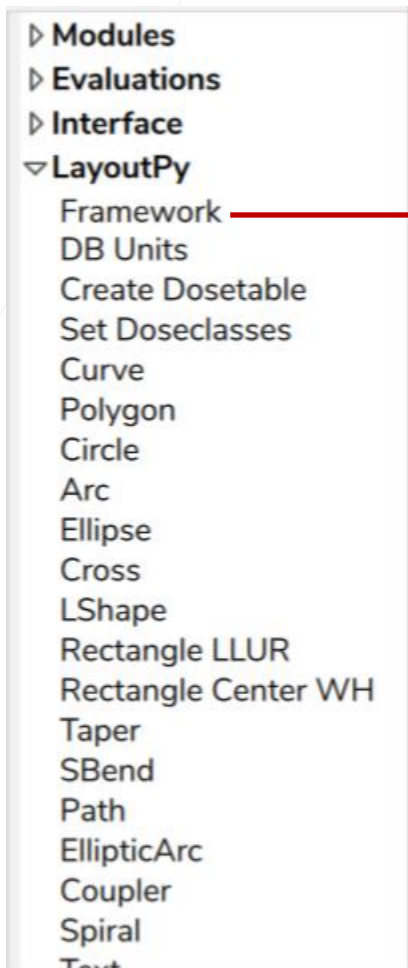 Modules
Evaluations
Interface
LayoutPy
Framework
DB Units
Create Dosetable
Set Doseclasses
Curve
Polygon
Circle
Arc
Ellipse
Cross
LShape
Rectangle LLUR
Rectangle Center WH
Taper
SBend
Path
EllipticArc
Coupler
Spiral
Text